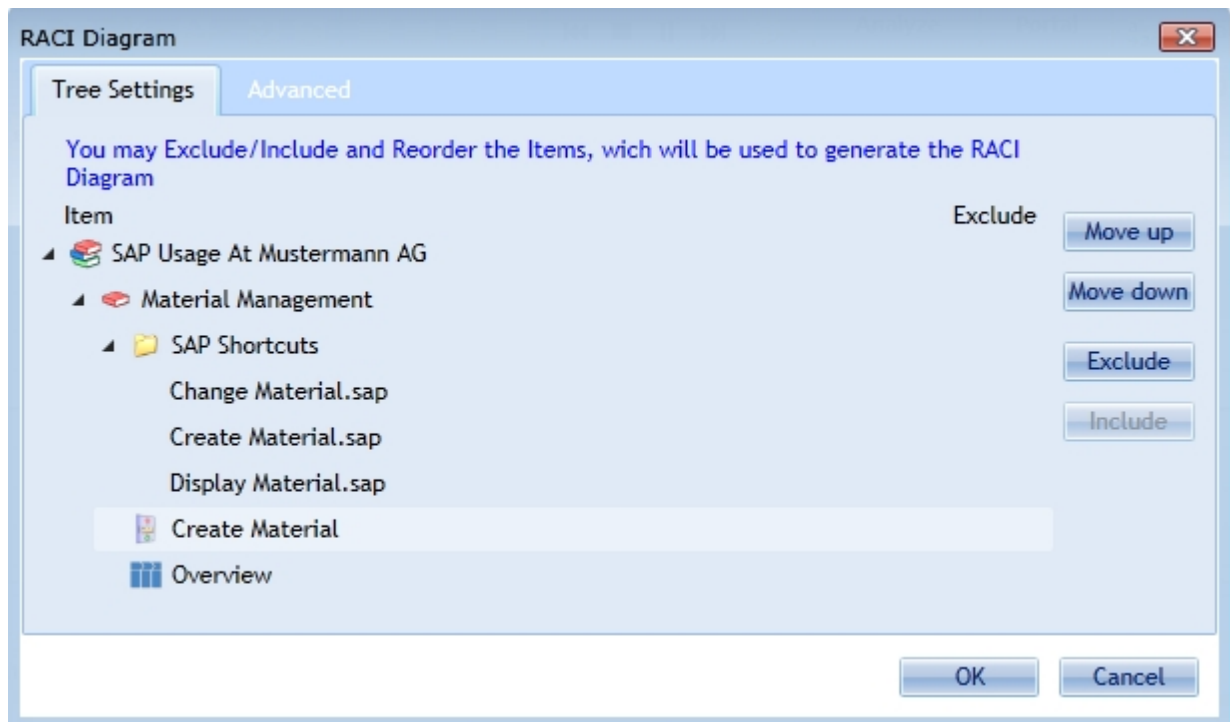 RACI Diagram
Tree Settings Advanced
You may Exclude/Include and Reorder the Items, wich will be used to generate the RACI
Diagram
Item Exclude
Move up
SAP Usage At Mustermann AG
Move down
Material Management
SAP Shortcuts
Exclude
Change Material.sap
Include
Create Material.sap
Display Material.sap
Create Material
Overview
OK Cancel